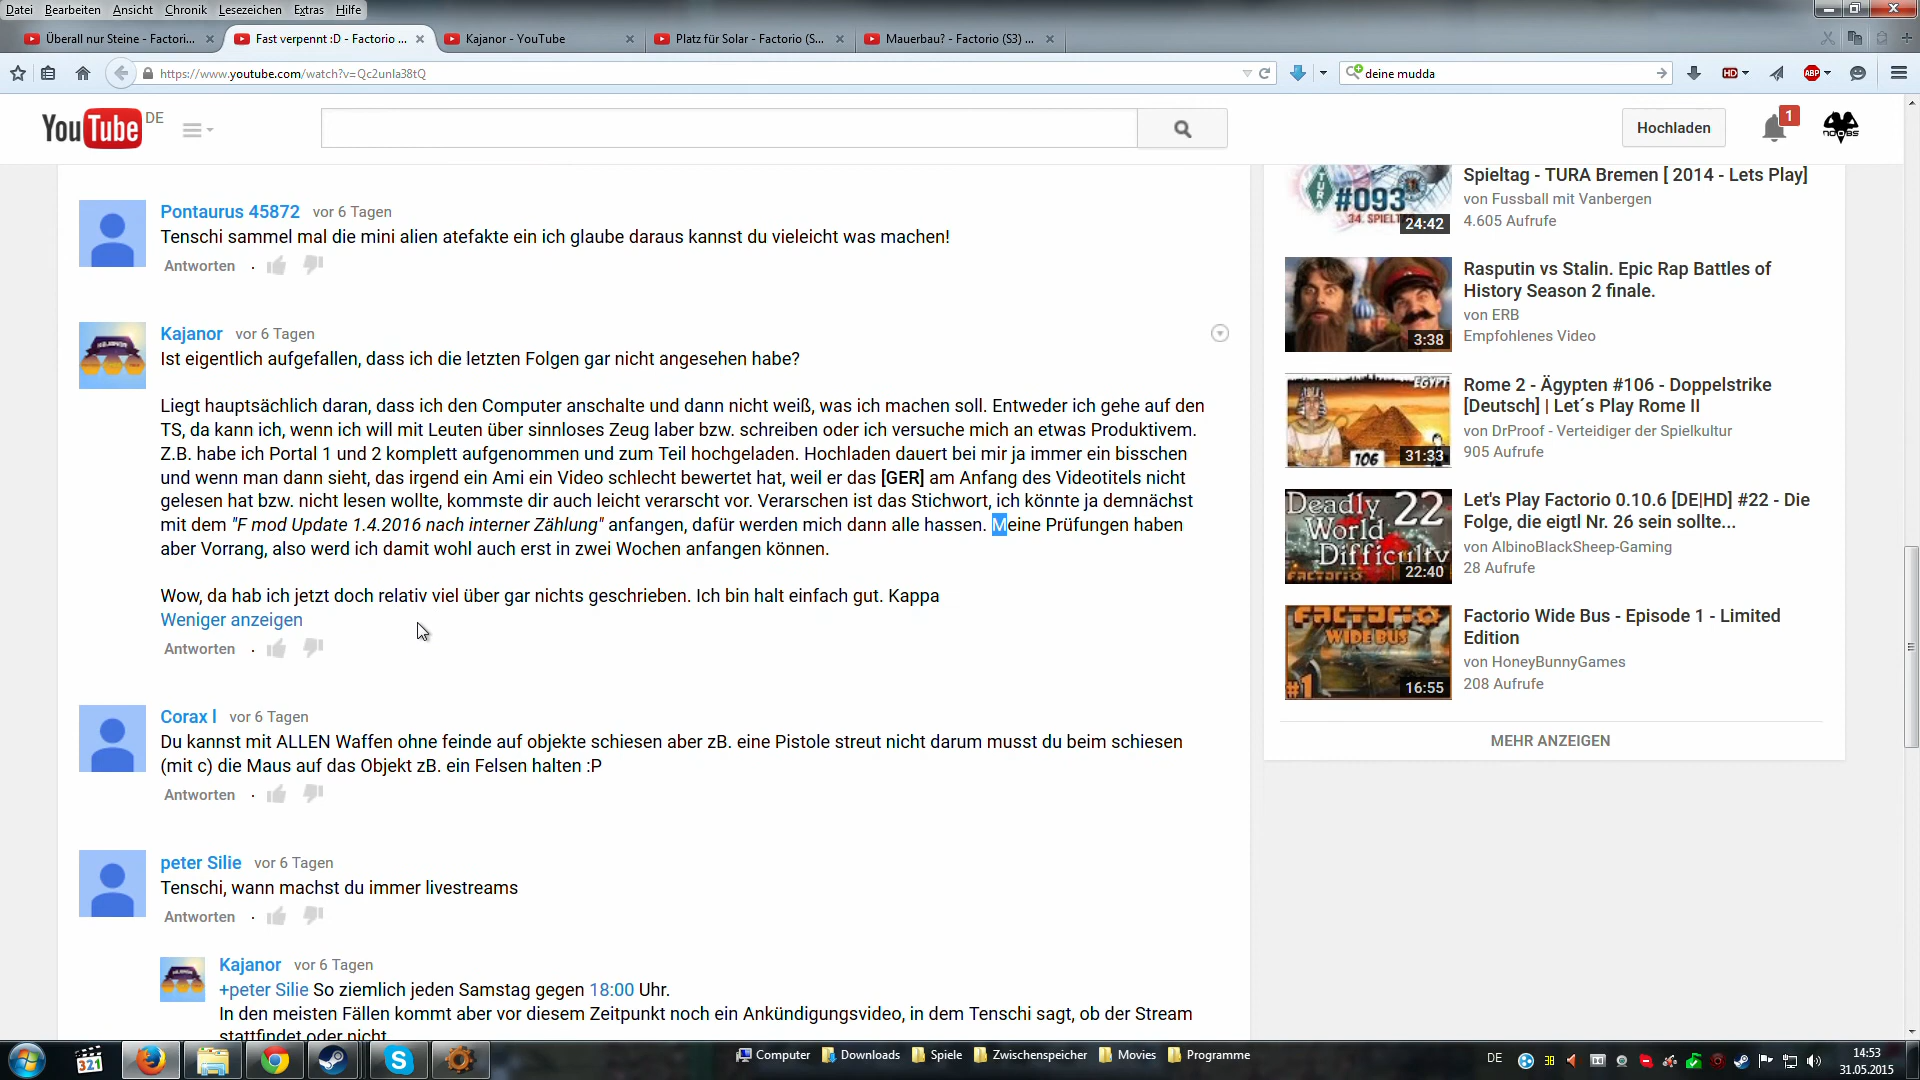 Datei Bearbeiten Ansicht Chronik Lesezeichen Extras Hilfe
Überall nur Steine - Factori...
Fast verpennt :D - Factorio ...
Kajanor - YouTube
Platz für Solar - Factorio (S...
Mauerbau? - Factorio (S3) ...
https://www.youtube.com/watch?v=Qc2unla38tQ
deine mudda
HD
ABP
YouTube DE
Hochladen
1
NOOBS
Pontaurus 45872 vor 6 Tagen
Tenschi sammel mal die mini alien atefakte ein ich glaube daraus kannst du vieleicht was machen!
Antworten ·
Kajanor vor 6 Tagen
Ist eigentlich aufgefallen, dass ich die letzten Folgen gar nicht angesehen habe?
Liegt hauptsächlich daran, dass ich den Computer anschalte und dann nicht weiß, was ich machen soll. Entweder ich gehe auf den
TS, da kann ich, wenn ich will mit Leuten über sinnloses Zeug laber bzw. schreiben oder ich versuche mich an etwas Produktivem.
Z.B. habe ich Portal 1 und 2 komplett aufgenommen und zum Teil hochgeladen. Hochladen dauert bei mir ja immer ein bisschen
und wenn man dann sieht, das irgend ein Ami ein Video schlecht bewertet hat, weil er das [GER] am Anfang des Videotitels nicht
gelesen hat bzw. nicht lesen wollte, kommste dir auch leicht verarscht vor. Verarschen ist das Stichwort, ich könnte ja demnächst
mit dem "F mod Update 1.4.2016 nach interner Zählung" anfangen, dafür werden mich dann alle hassen. Meine Prüfungen haben
aber Vorrang, also werd ich damit wohl auch erst in zwei Wochen anfangen können.
Wow, da hab ich jetzt doch relativ viel über gar nichts geschrieben. Ich bin halt einfach gut. Kappa
Weniger anzeigen
Antworten ·
Corax l vor 6 Tagen
Du kannst mit ALLEN Waffen ohne feinde auf objekte schiesen aber zB. eine Pistole streut nicht darum musst du beim schiesen
(mit c) die Maus auf das Objekt zB. ein Felsen halten :P
Antworten ·
peter Silie vor 6 Tagen
Tenschi, wann machst du immer livestreams
Antworten ·
Kajanor vor 6 Tagen
+peter Silie So ziemlich jeden Samstag gegen 18:00 Uhr.
In den meisten Fällen kommt aber vor diesem Zeitpunkt noch ein Ankündigungsvideo, in dem Tenschi sagt, ob der Stream
stattfindet oder nicht
TURA
#093
34. SPIELT
24:42
Spieltag - TURA Bremen [ 2014 - Lets Play]
von Fussball mit Vanbergen
4.605 Aufrufe
3:38
Rasputin vs Stalin. Epic Rap Battles of
History Season 2 finale.
von ERB
Empfohlenes Video
EGYPT
106
31:33
Rome 2 - Ägypten #106 - Doppelstrike
[Deutsch] | Let´s Play Rome II
von DrProof - Verteidiger der Spielkultur
905 Aufrufe
Deadly 22
World
Difficulty
FACTORIO
22:40
Let's Play Factorio 0.10.6 [DE|HD] #22 - Die
Folge, die eigtl Nr. 26 sein sollte...
von AlbinoBlackSheep-Gaming
28 Aufrufe
FACTORIO
WIDE BUS
#1
16:55
Factorio Wide Bus - Episode 1 - Limited
Edition
von HoneyBunnyGames
208 Aufrufe
MEHR ANZEIGEN
321
Computer Downloads Spiele Zwischenspeicher Movies Programme
DE
38
14:53
31.05.2015